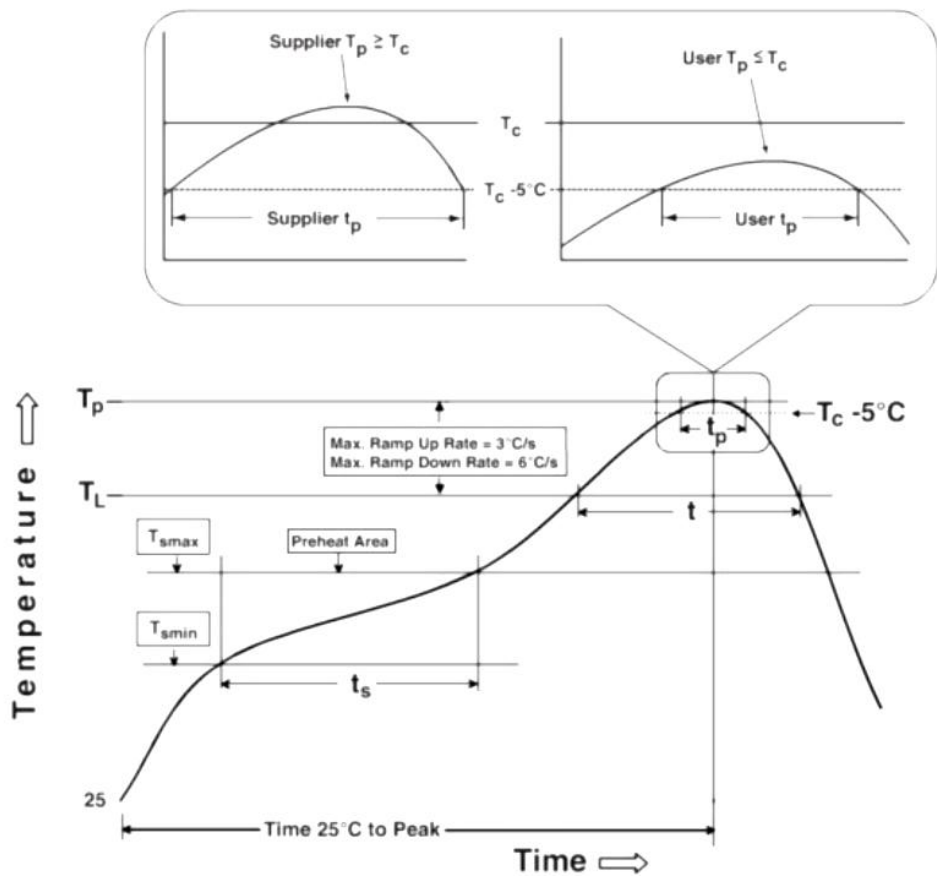 Supplier Tp ≥ Tc
User Tp ≤ Tc
Tc
Tc -5°C
Supplier tp
User tp
Tp
Tc -5°C
tp
Max. Ramp Up Rate = 3°C/s
Max. Ramp Down Rate = 6°C/s
TL
t
Tsmax
Preheat Area
Tsmin
ts
Temperature
25
Time 25°C to Peak
Time